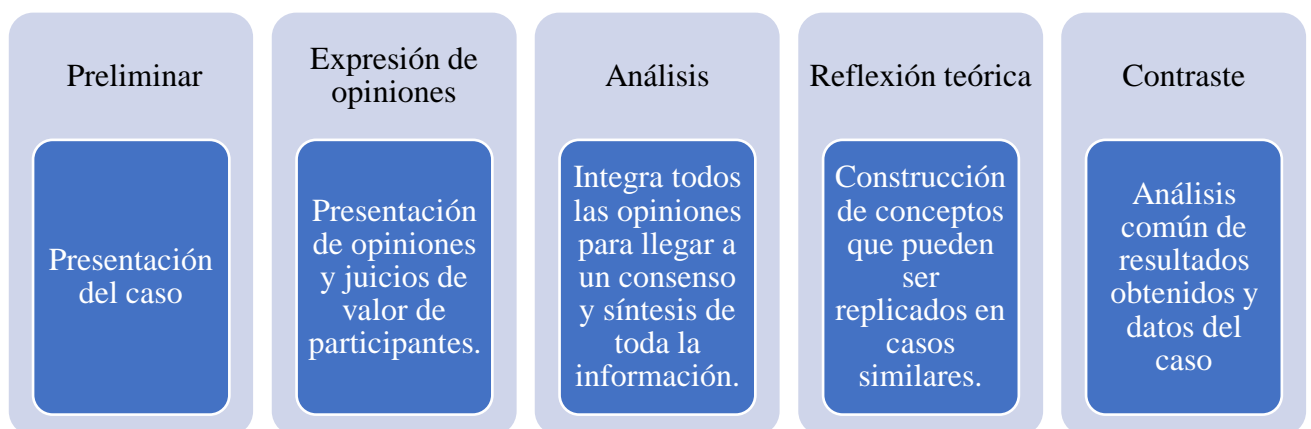 Preliminar
Presentación
del caso
Expresión de
opiniones
Presentación
de opiniones
y juicios de
valor de
participantes.
Análisis
Integra todos
las opiniones
para llegar a
un consenso
y síntesis de
toda la
información.
Reflexión teórica
Construcción
de conceptos
que pueden
ser
replicados en
casos
similares.
Contraste
Análisis
común de
resultados
obtenidos y
datos del
caso